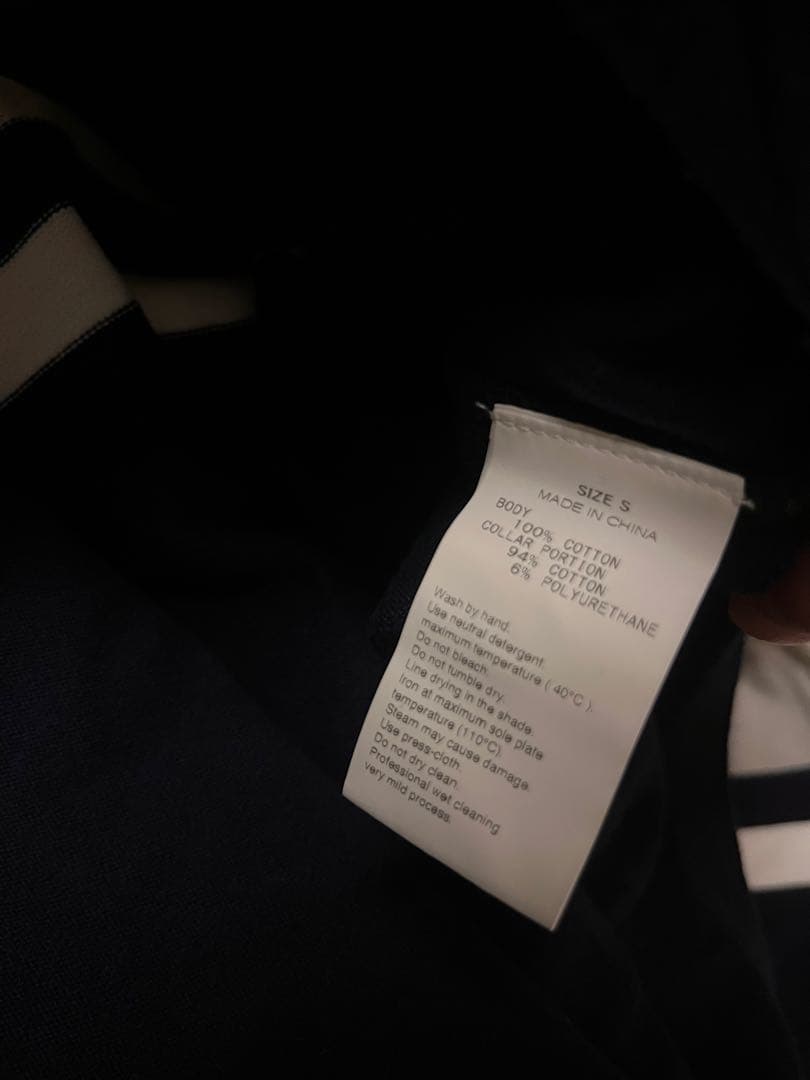 SIZE S
MADE IN CHINA
BODY
100% COTTON
COLLAR PORTION
94% COTTON
6% POLYURETHANE
Wash by hand.
Use neutral detergent.
maximum temperature ( 40°C ).
Do not bleach.
Do not tumble dry.
Line drying in the shade.
Iron at maximum sole plate
temperature (110°C).
Steam may cause damage.
Use press-cloth.
Do not dry clean.
Professional wet cleaning
very mild process.